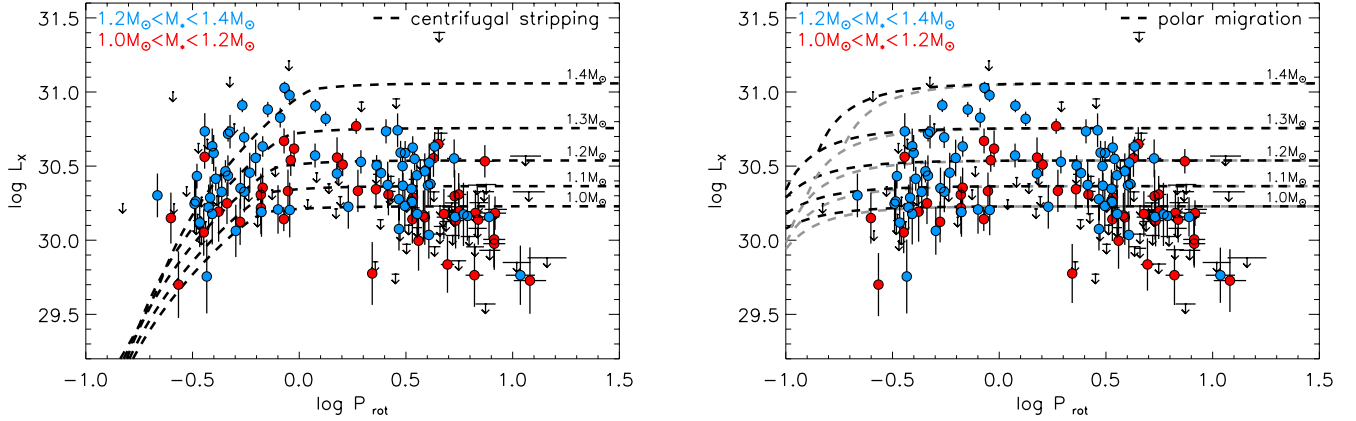 1.2M☉<M*<1.4M☉
1.0M☉<M*<1.2M☉
centrifugal stripping
31.5
31.0
30.5
30.0
29.5
log Lx
1.4M☉
1.3M☉
1.2M☉
1.1M☉
1.0M☉
-1.0 -0.5 0.0 0.5 1.0 1.5
log Prot
1.2M☉<M*<1.4M☉
1.0M☉<M*<1.2M☉
polar migration
31.5
31.0
30.5
30.0
29.5
log Lx
1.4M☉
1.3M☉
1.2M☉
1.1M☉
1.0M☉
-1.0 -0.5 0.0 0.5 1.0 1.5
log Prot